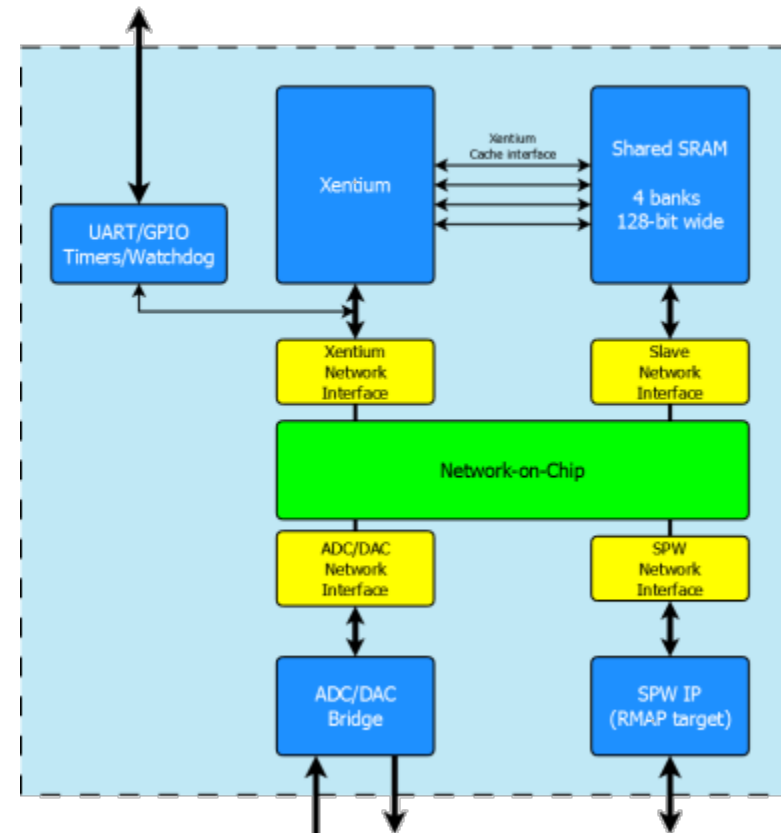 Xentium
Xentium
Cache interface
Shared SRAM
4 banks
128-bit wide
UART/GPIO
Timers/Watchdog
Xentium
Network
Interface
Slave
Network
Interface
Network-on-Chip
ADC/DAC
Network
Interface
SPW
Network
Interface
ADC/DAC
Bridge
SPW IP
(RMAP target)